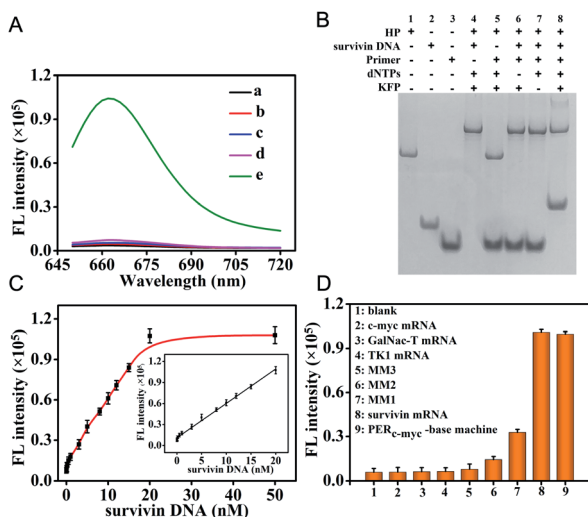 A
FL intensity (×10⁵)
1.2
0.9
0.6
0.3
0.0
a
b
c
d
e
645 660 675 690 705 720
Wavelength (nm)
B
1 2 3 4 5 6 7 8
HP + - - + + + + +
survivin DNA - + - + - + + +
Primer - - + - + + + +
dNTPs - - - + + - + +
KFP - - - + + + - +
C
FL intensity (×10⁵)
1.2
0.9
0.6
0.3
0.0
0 10 20 30 40 50
survivin DNA (nM)
FL intensity (×10⁵)
1.2
0.9
0.6
0.3
0.0
0 5 10 15 20
survivin DNA (nM)
D
FL intensity (×10⁵)
1.2
0.9
0.6
0.3
0.0
1: blank
2: c-myc mRNA
3: GalNac-T mRNA
4: TK1 mRNA
5: MM3
6: MM2
7: MM1
8: survivin mRNA
9: PERc-myc -base machine
1 2 3 4 5 6 7 8 9